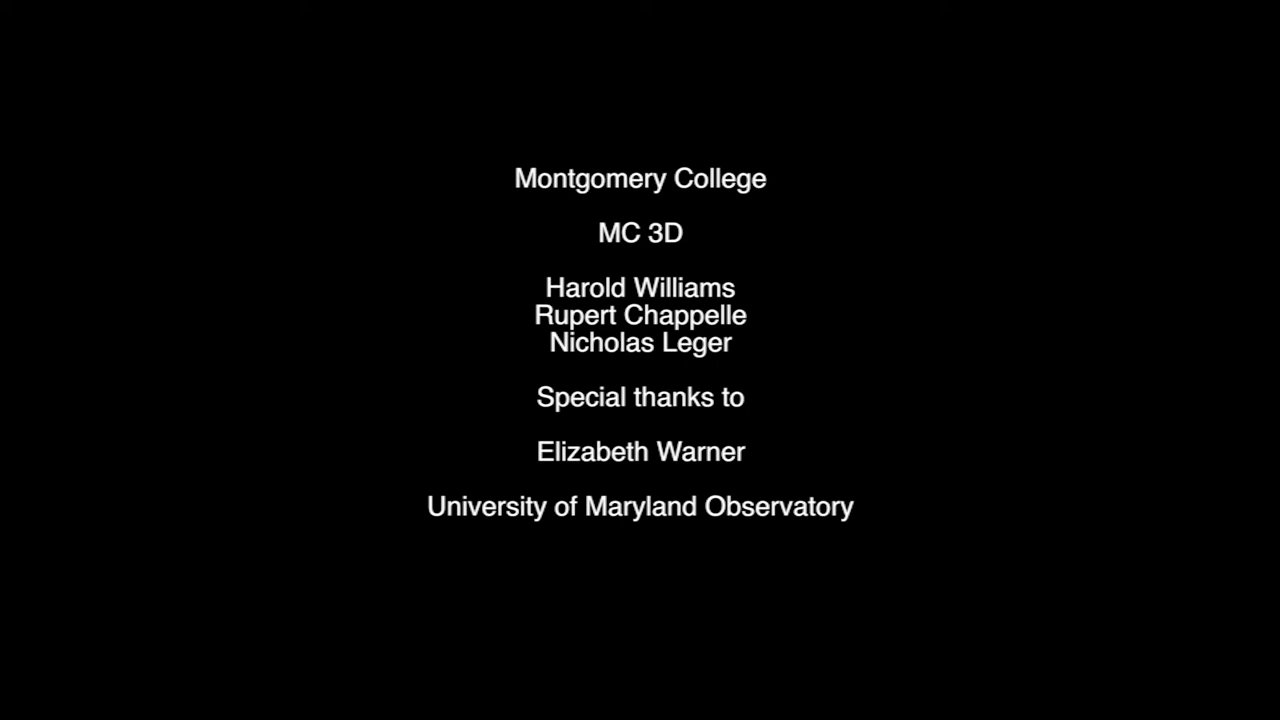 Montgomery College
MC 3D
Harold Williams
Rupert Chappelle
Nicholas Leger
Special thanks to
Elizabeth Warner
University of Maryland Observatory